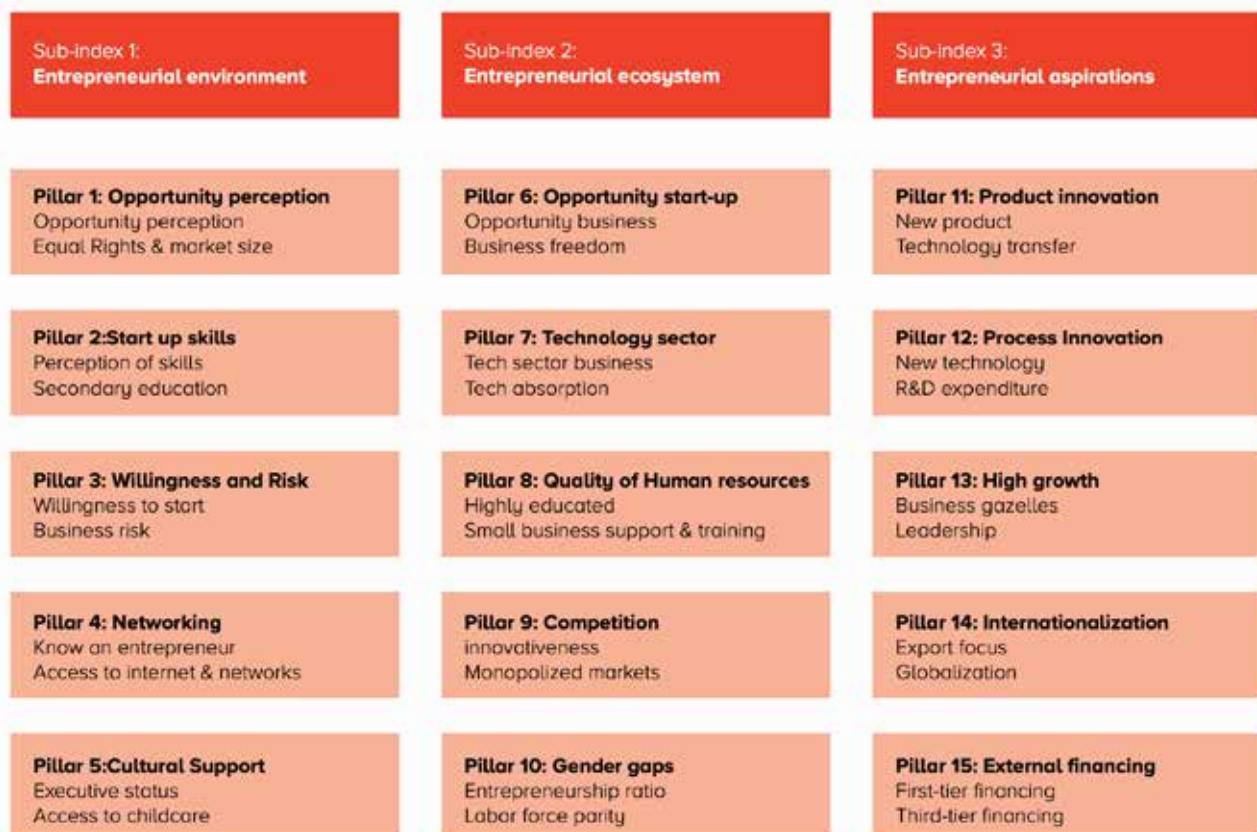 Sub-index 1:
Entrepreneurial environment
Pillar 1: Opportunity perception
Opportunity perception
Equal Rights & market size
Pillar 2:Start up skills
Perception of skills
Secondary education
Pillar 3: Willingness and Risk
Willingness to start
Business risk
Pillar 4: Networking
Know an entrepreneur
Access to internet & networks
Pillar 5:Cultural Support
Executive status
Access to childcare
Sub-index 2:
Entrepreneurial ecosystem
Pillar 6: Opportunity start-up
Opportunity business
Business freedom
Pillar 7: Technology sector
Tech sector business
Tech absorption
Pillar 8: Quality of Human resources
Highly educated
Small business support & training
Pillar 9: Competition
innovativeness
Monopolized markets
Pillar 10: Gender gaps
Entrepreneurship ratio
Labor force parity
Sub-index 3:
Entrepreneurial aspirations
Pillar 11: Product innovation
New product
Technology transfer
Pillar 12: Process Innovation
New technology
R&D expenditure
Pillar 13: High growth
Business gazelles
Leadership
Pillar 14: Internationalization
Export focus
Globalization
Pillar 15: External financing
First-tier financing
Third-tier financing